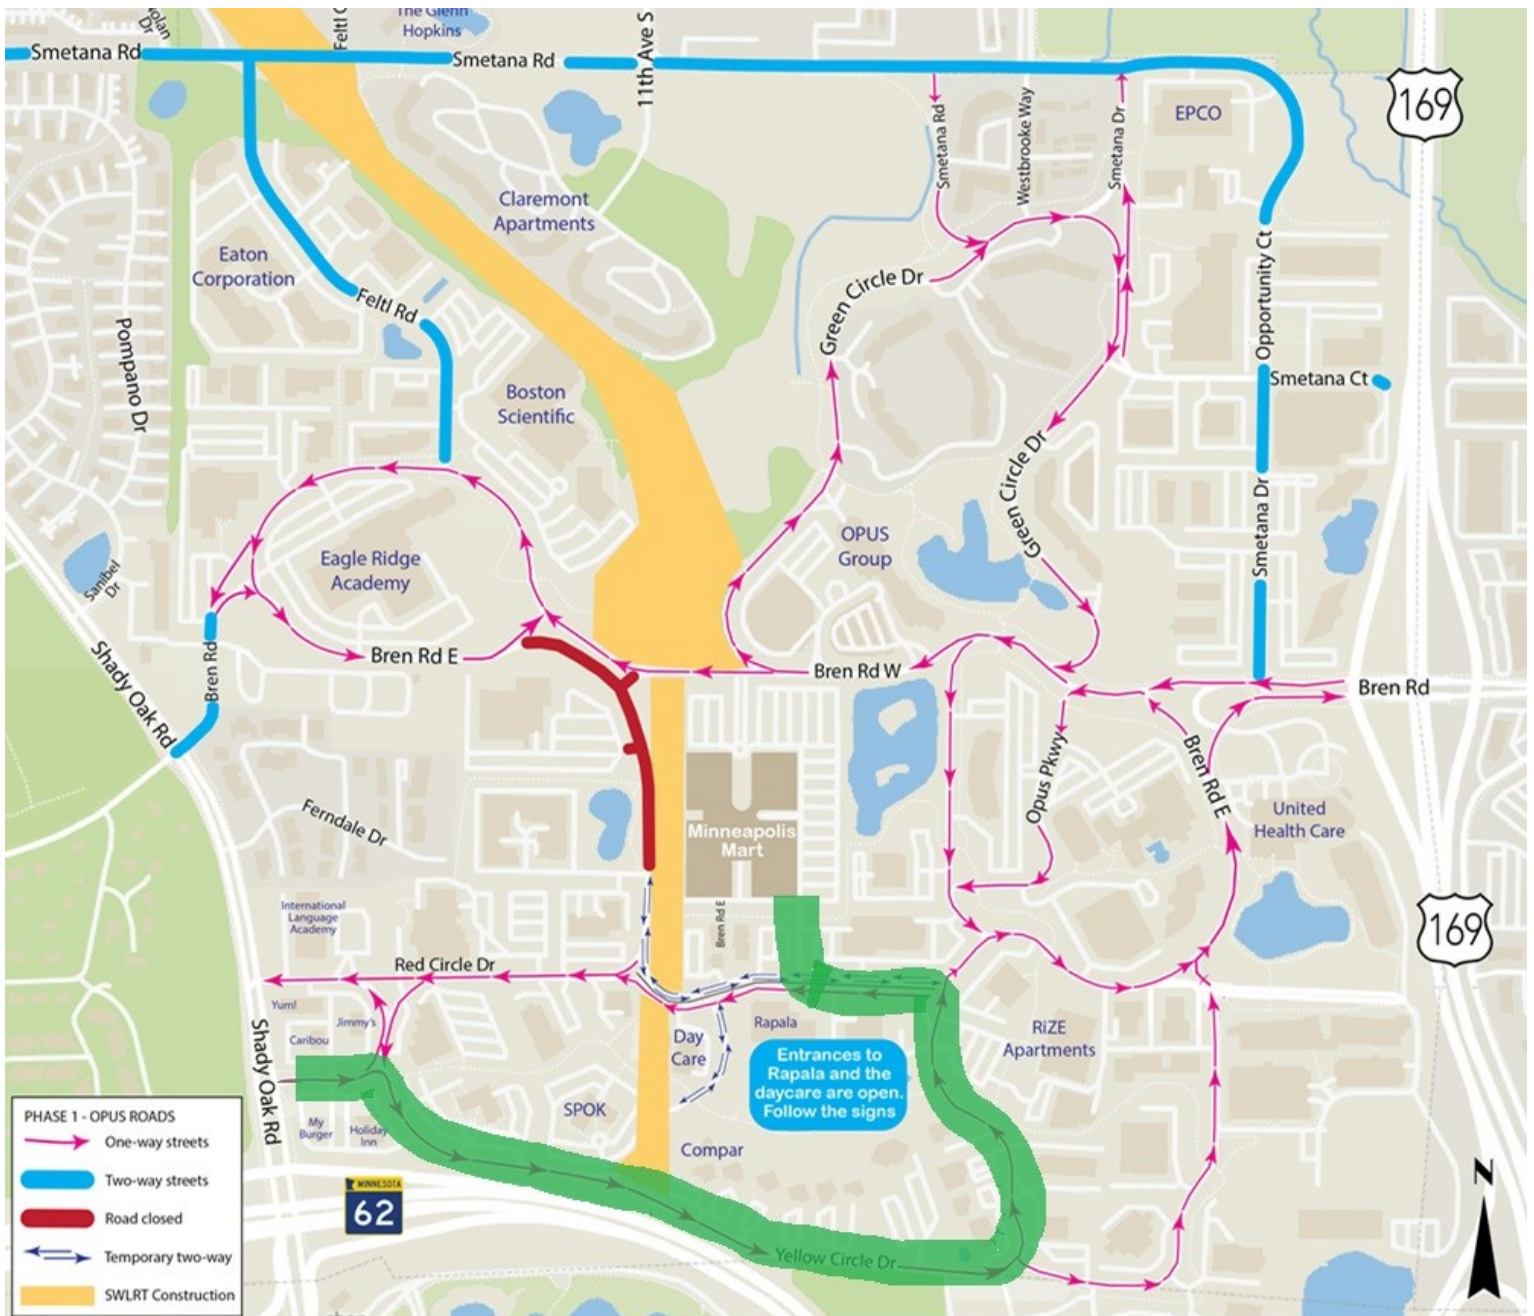 Nolan
Dr
Feltl C
The Glenn
Hopkins
11th Ave S
Smetana Rd
Smetana Rd
169
EPCO
Smetana Rd
Westbrooke Way
Smetana Dr
Claremont
Apartments
Eaton
Corporation
Opportunity Ct
Green Circle Dr
Feltl Rd
Pompano Dr
Smetana Ct
Boston
Scientific
Green Circle Dr
Smetana Dr
OPUS
Group
Eagle Ridge
Academy
Sanibel
Dr
Shady Oak Rd
Bren Rd
Bren Rd E
Bren Rd W
Bren Rd
Opus Pkwy
Bren Rd E
United
Health Care
Ferndale Dr
Minneapolis
Mart
International
Language
Academy
Bren Rd E
169
Red Circle Dr
Yum!
Jimmy's
Caribou
Shady Oak Rd
Rapala
Day
Care
RiZE
Apartments
Entrances to
Rapala and the
daycare are open.
Follow the signs
SPOK
My
Burger
Holiday
Inn
Compar
MINNESOTA
62
Yellow Circle Dr
N
PHASE 1 - OPUS ROADS
One-way streets
Two-way streets
Road closed
Temporary two-way
SWLRT Construction